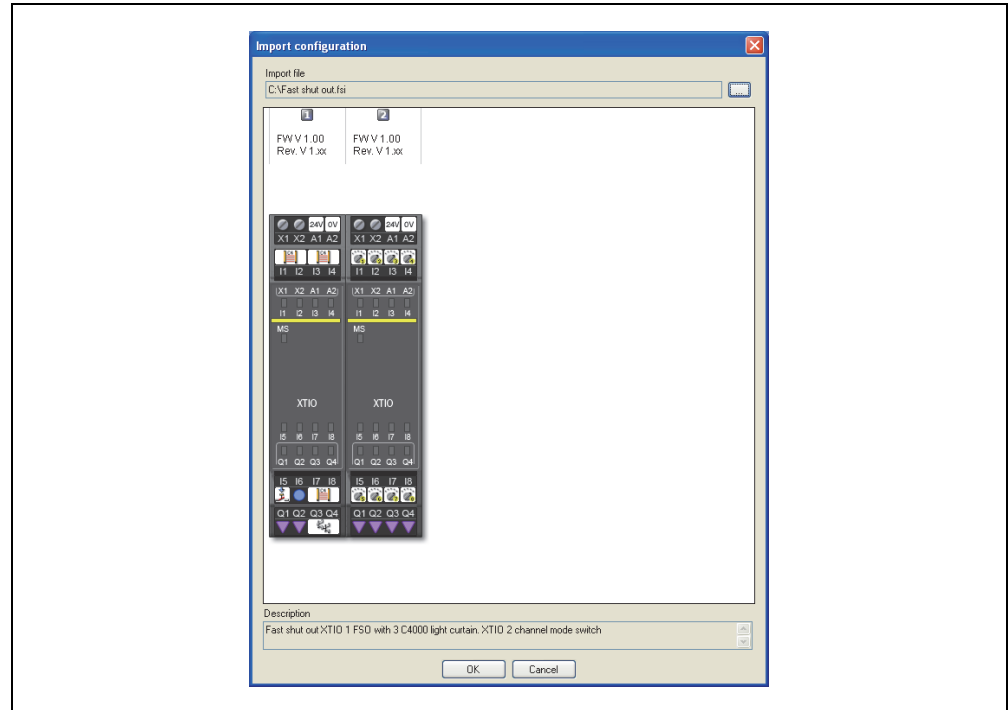 Import configuration
Import file
C:\Fast shut out.fsi
...
1 2
FW V 1.00 FW V 1.00
Rev. V 1.xx Rev. V 1.xx
24V 0V 24V 0V
X1 X2 A1 A2 X1 X2 A1 A2
I1 I2 I3 I4 I1 I2 I3 I4
X1 X2 A1 A2 X1 X2 A1 A2
I1 I2 I3 I4 I1 I2 I3 I4
MS MS
XTIO XTIO
I5 I6 I7 I8 I5 I6 I7 I8
Q1 Q2 Q3 Q4 Q1 Q2 Q3 Q4
I5 I6 I7 I8 I5 I6 I7 I8
Q1 Q2 Q3 Q4 Q1 Q2 Q3 Q4
Description
Fast shut out XTIO 1 FSO with 3 C4000 light curtain. XTIO 2 channel mode switch
OK Cancel